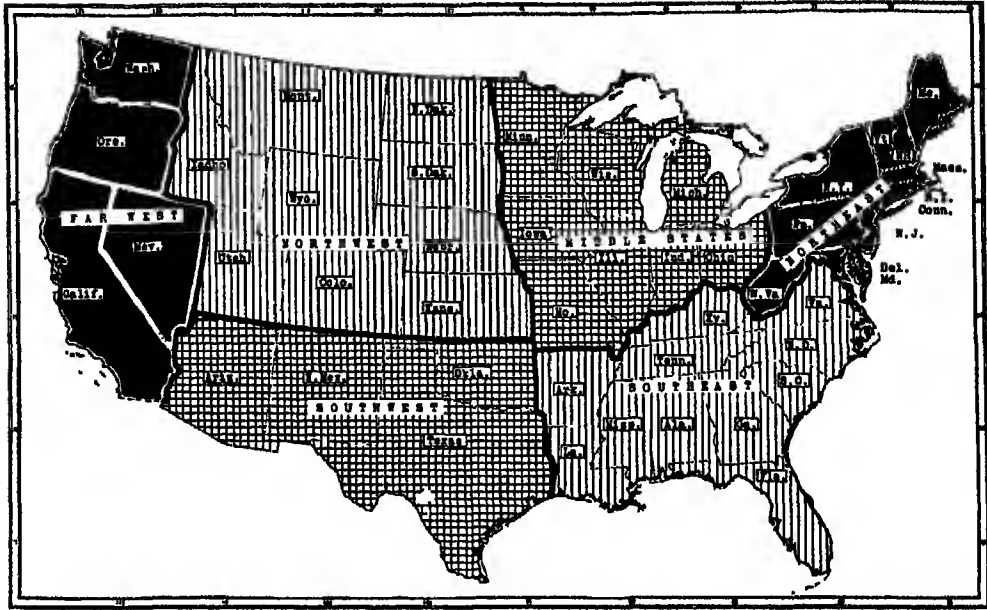 Wash.
Me.
Mont.
N.Dak.
Minn.
Ore.
Idaho
S.Dak.
Wis.
Mich.
N.Y.
Mass.
Wyo.
R.I.
Conn.
FAR WEST
NORTHEAST
Pa.
N.J.
Nev.
NORTHWEST
Nebr.
Iowa
MIDDLE STATES
Utah
Ill.
Ind.
Ohio
Del.
Md.
Calif.
Colo.
Kans.
Mo.
W.Va.
Va.
Ky.
N.C.
Tenn.
Ariz.
N.Mex.
Okla.
Ark.
SOUTHEAST
S.C.
SOUTHWEST
Texas
Miss.
Ala.
Ga.
La.
Fla.